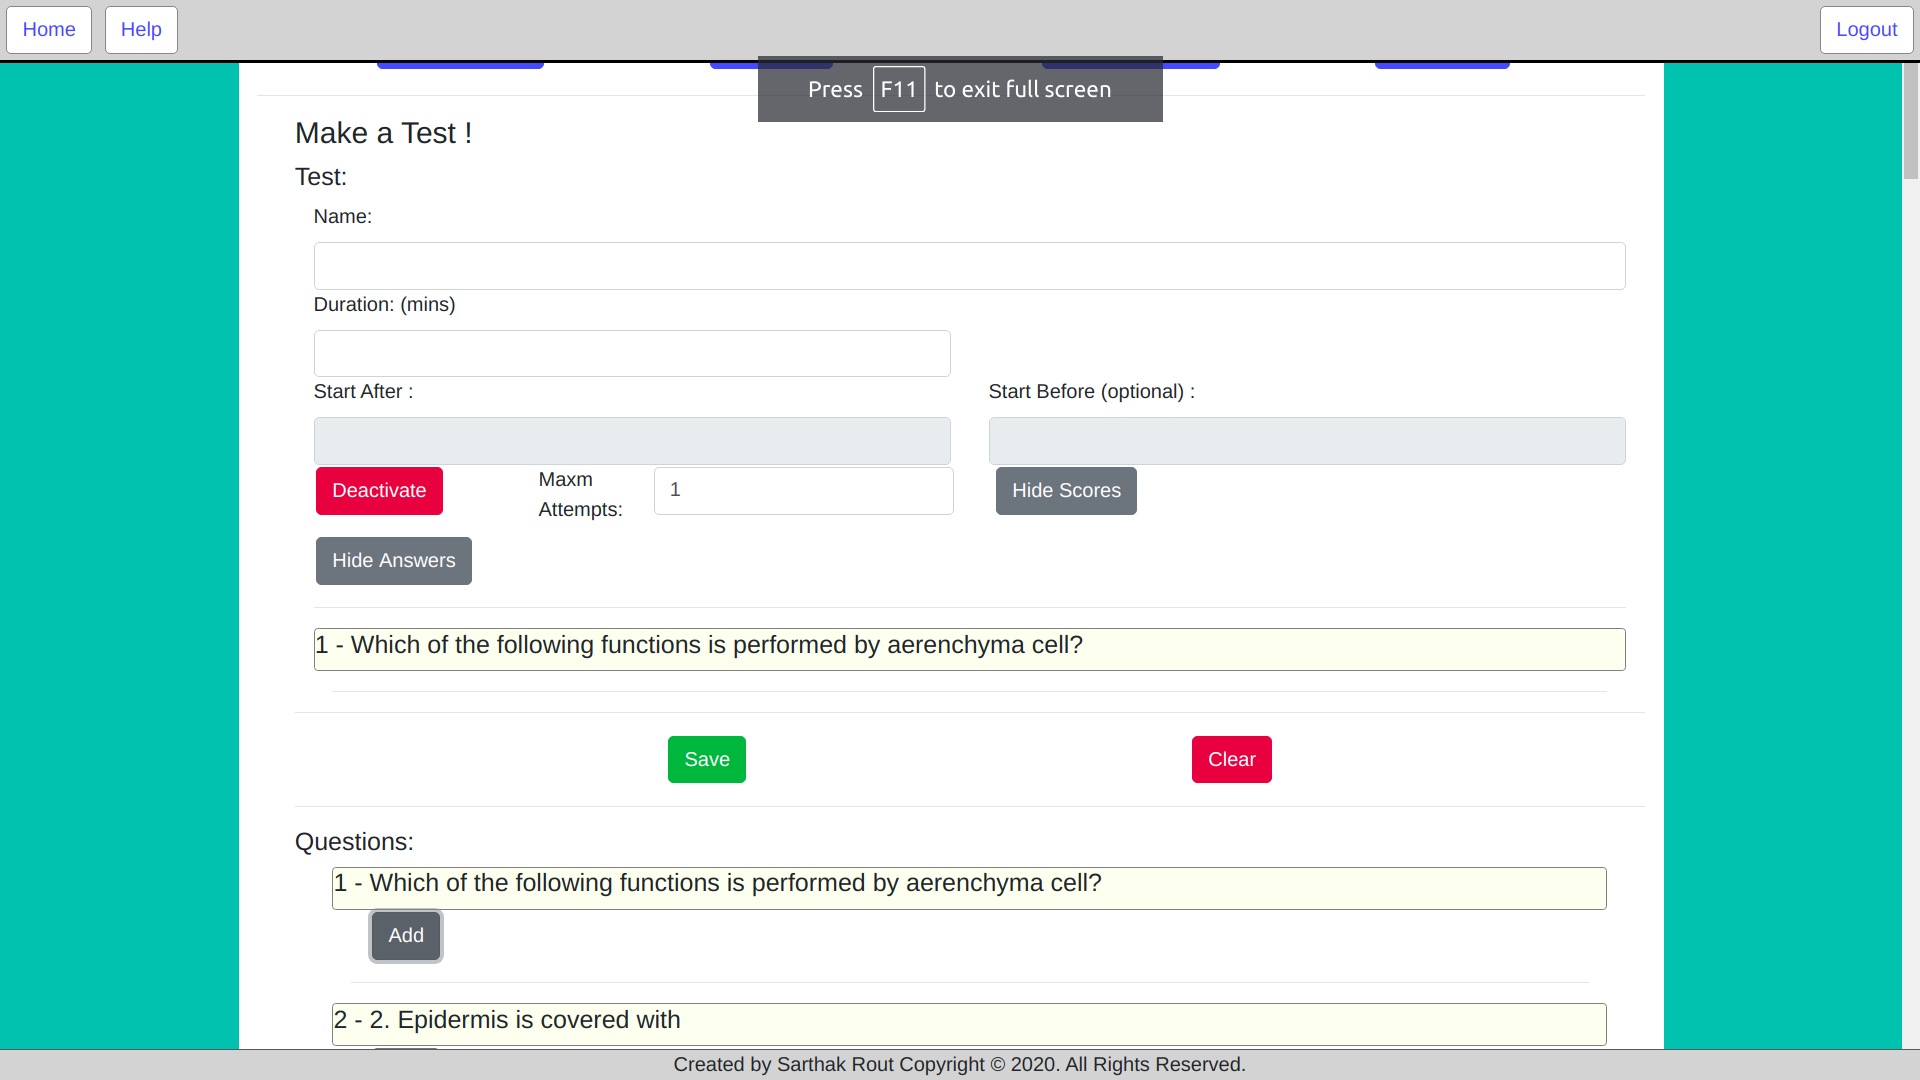 Home Help Logout
Press F11 to exit full screen
Make a Test !
Test:
Name:
Duration: (mins)
Start After : Start Before (optional) :
Deactivate Maxm Attempts: 1 Hide Scores
Hide Answers
1 - Which of the following functions is performed by aerenchyma cell?
Save Clear
Questions:
1 - Which of the following functions is performed by aerenchyma cell?
Add
2 - 2. Epidermis is covered with
Created by Sarthak Rout Copyright © 2020. All Rights Reserved.